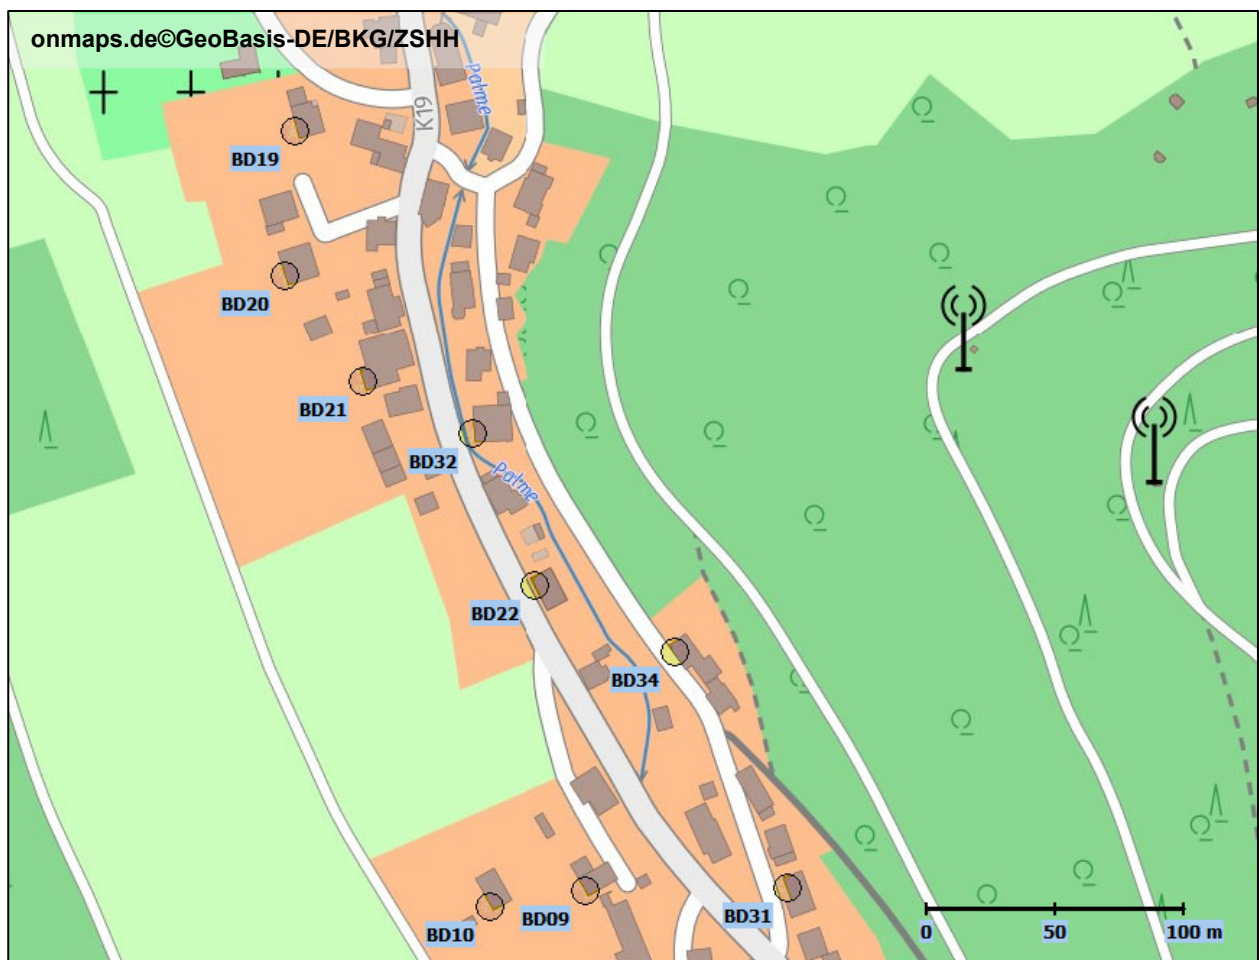 onmaps.de©GeoBasis-DE/BKG/ZSHH
Palme
K19
BD19
BD20
BD21
BD32
Palme
BD22
BD34
BD10
BD09
BD31
0
50
100 m